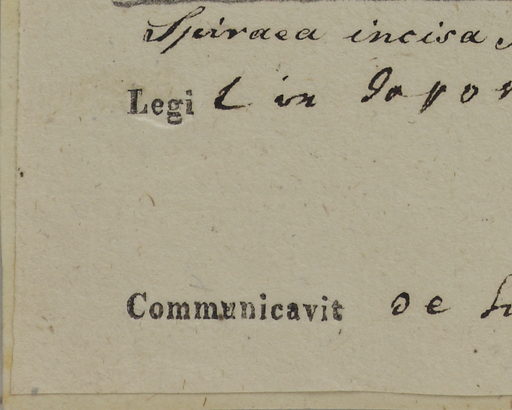 Spiraea incisa
Legi t in Japon
Communicavit de